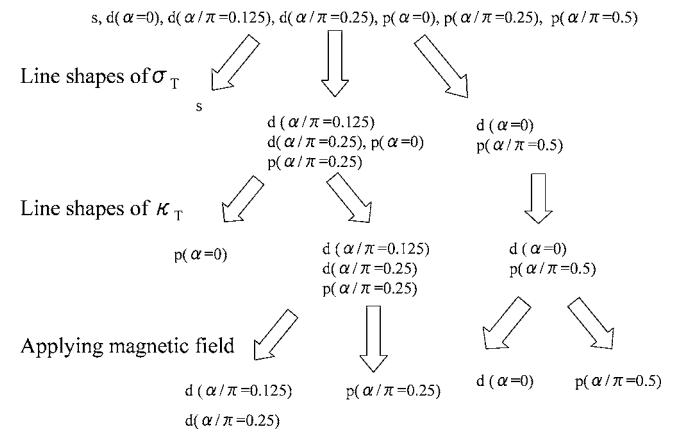 s, d(α=0), d(α/π=0.125), d(α/π=0.25), p(α=0), p(α/π=0.25), p(α/π=0.5)
Line shapes of σT
s
d(α/π=0.125)
d(α/π=0.25), p(α=0)
p(α/π=0.25)
d(α=0)
p(α/π=0.5)
Line shapes of κT
p(α=0)
d(α/π=0.125)
d(α/π=0.25)
p(α/π=0.25)
d(α=0)
p(α/π=0.5)
Applying magnetic field
d(α/π=0.125)
d(α/π=0.25)
p(α/π=0.25)
d(α=0)
p(α/π=0.5)